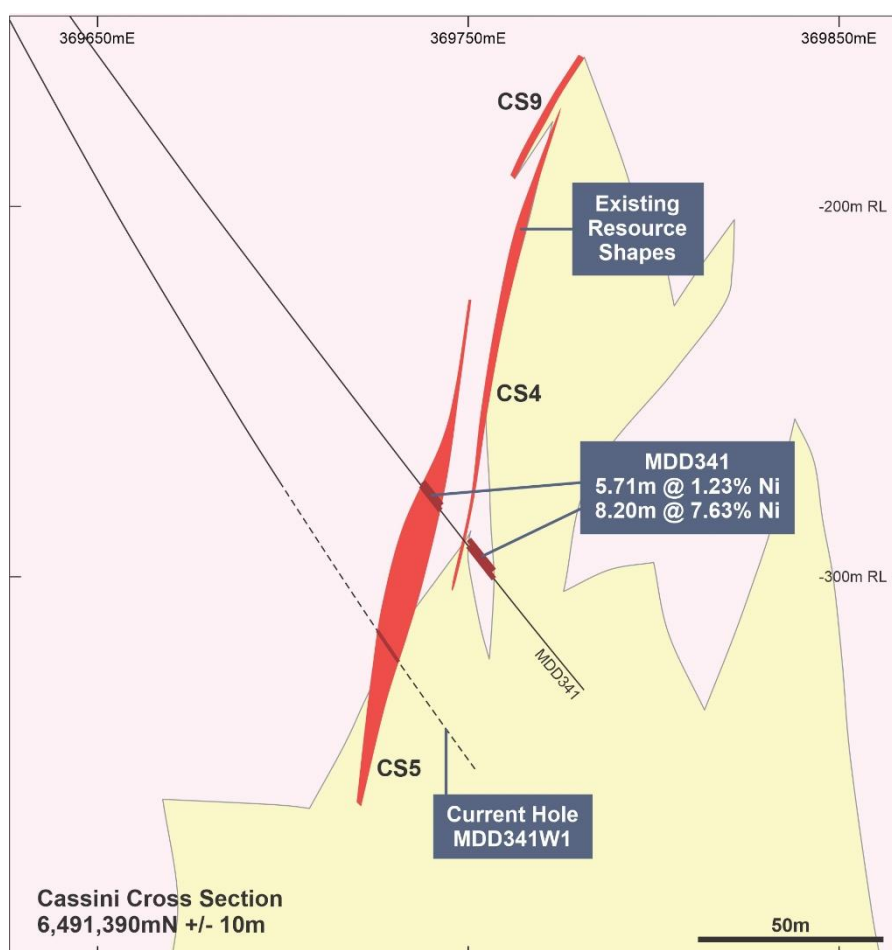 369650mE
369750mE
369850mE
CS9
-200m RL
Existing
Resource
Shapes
CS4
MDD341
5.71m @ 1.23% Ni
8.20m @ 7.63% Ni
-300m RL
MDD341
CS5
Current Hole
MDD341W1
Cassini Cross Section
6,491,390mN +/- 10m
50m